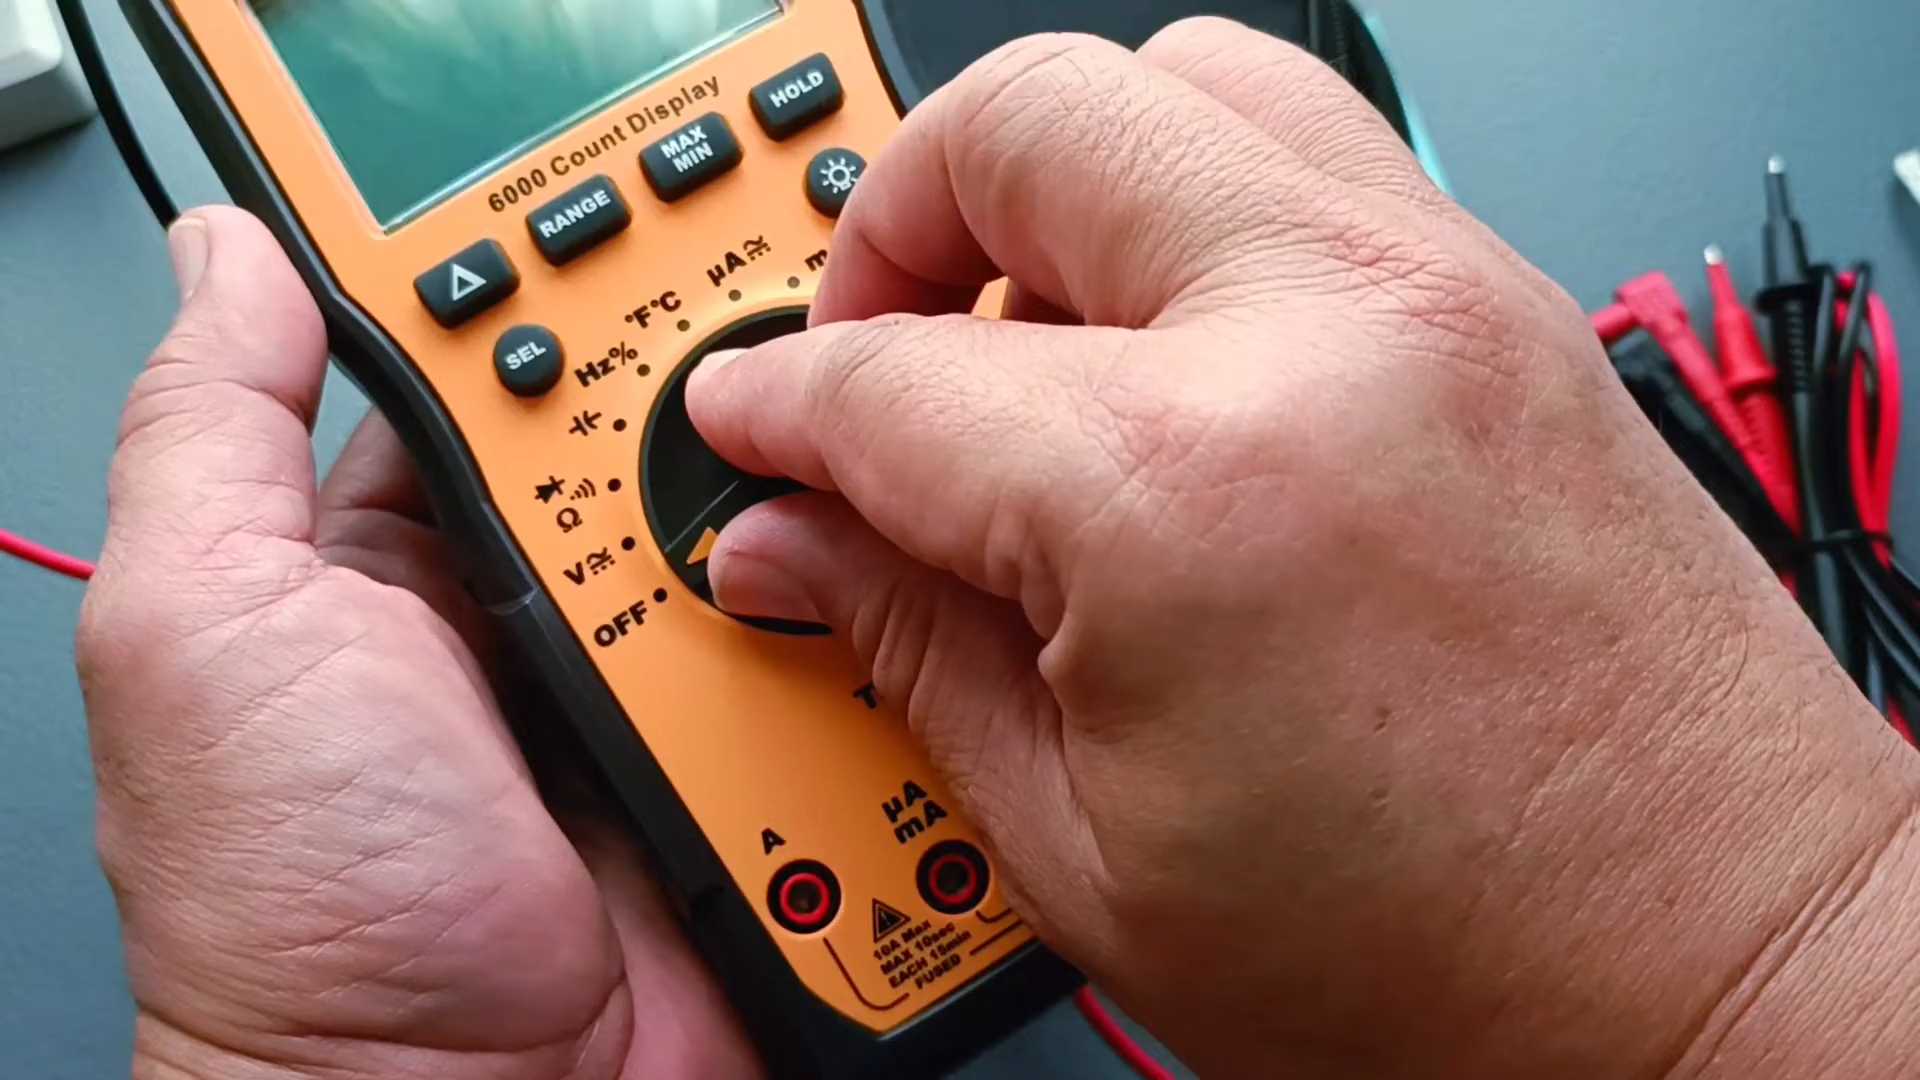 6000 Count Display
HOLD
MAX
MIN
RANGE
Δ
SEL
µA
°F°C
Hz%
Ω
V
OFF
A
µA
mA
10A Max
MAX 10sec
EACH 15min
FUSED